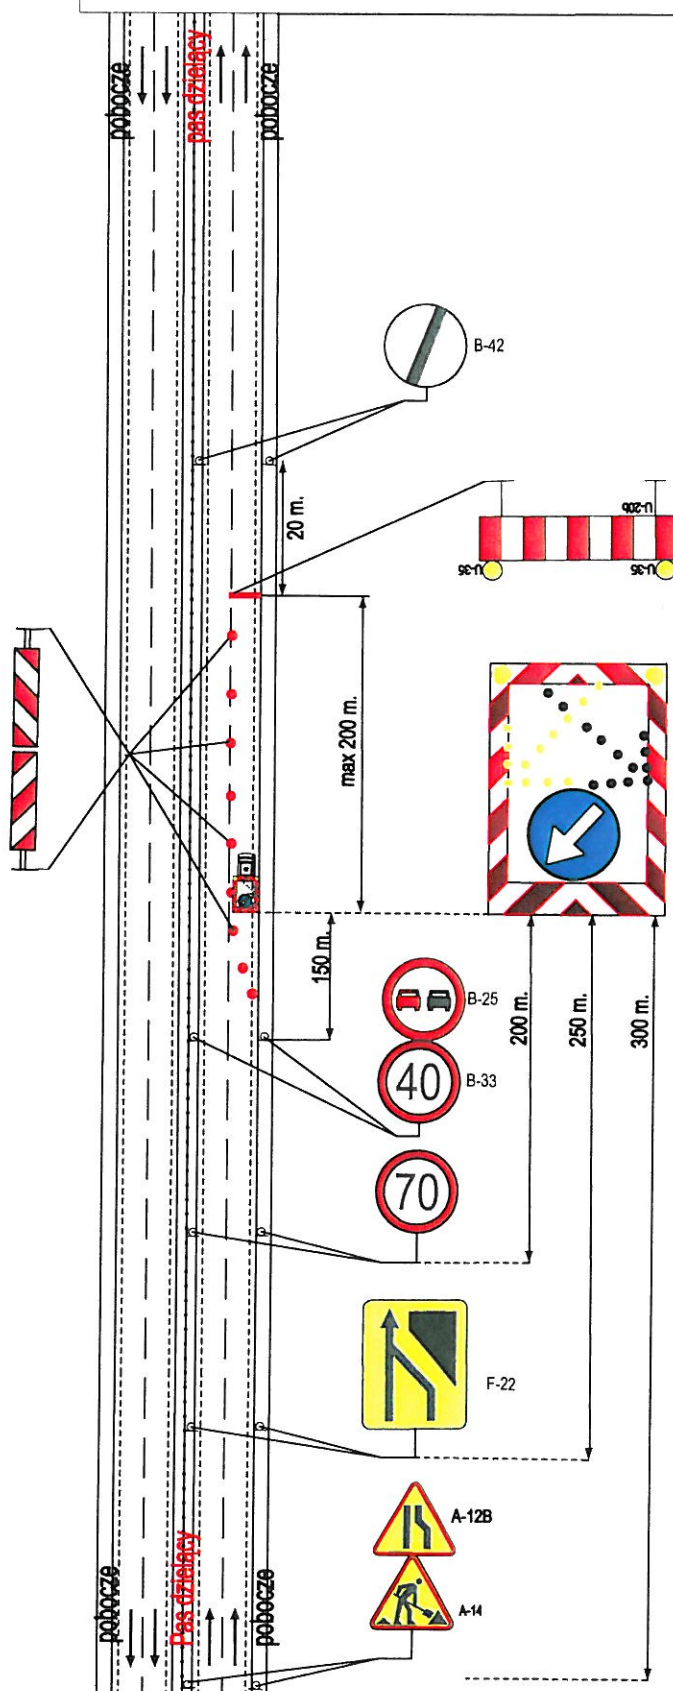 pobocze
pas dzielący
pobocze
B-42
20 m.
U-20b
U-35
U-35
max 200 m.
150 m.
B-25
40
B-33
200 m.
250 m.
300 m.
70
F-22
A-12B
A-14
pobocze
Pas dzielący
pobocze